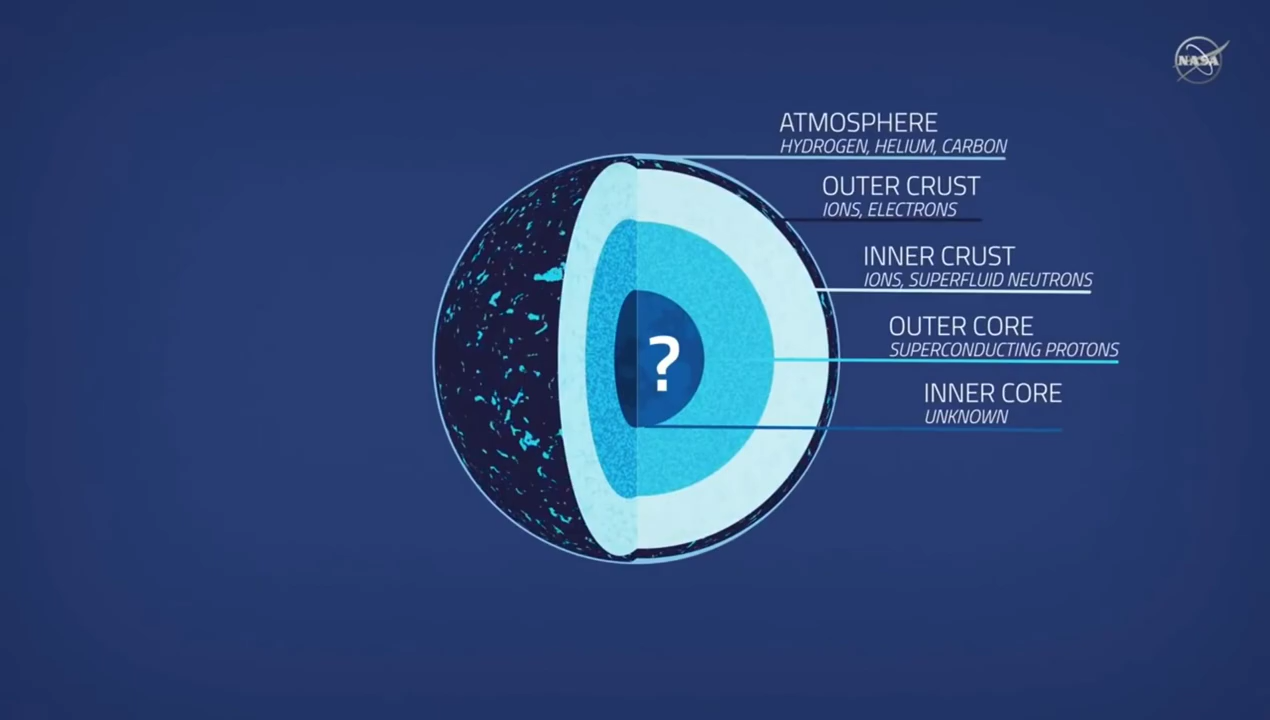 NASA
ATMOSPHERE
HYDROGEN, HELIUM, CARBON
OUTER CRUST
IONS, ELECTRONS
INNER CRUST
IONS, SUPERFLUID NEUTRONS
OUTER CORE
SUPERCONDUCTING PROTONS
?
INNER CORE
UNKNOWN